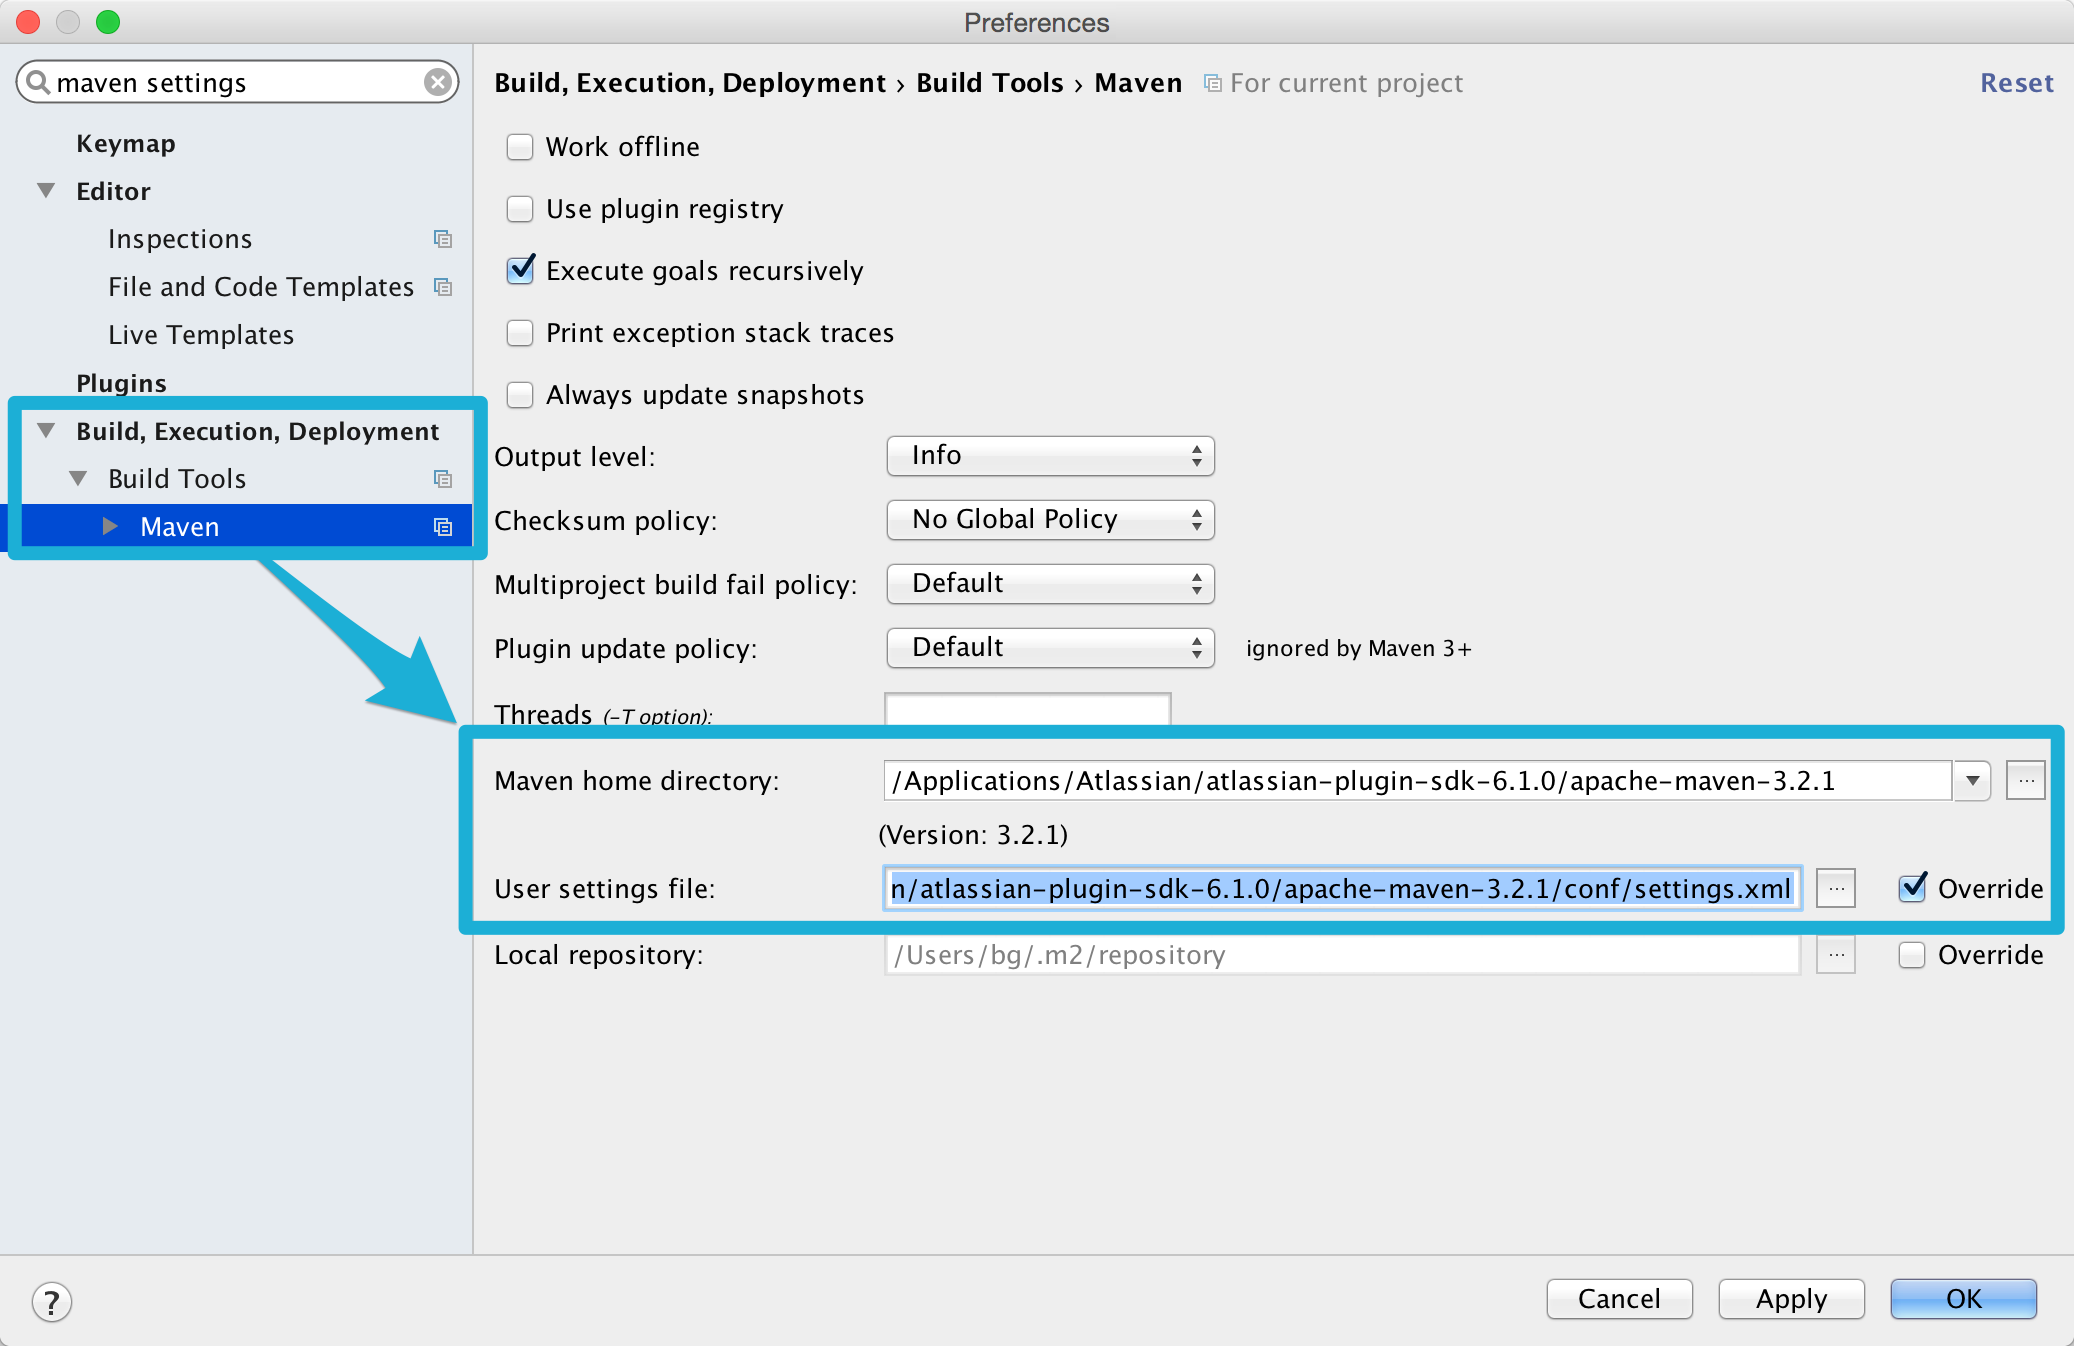 Preferences
maven settings
Build, Execution, Deployment › Build Tools › Maven For current project Reset
Keymap
Editor
Inspections
File and Code Templates
Live Templates
Plugins
Build, Execution, Deployment
Build Tools
Maven
Work offline
Use plugin registry
Execute goals recursively
Print exception stack traces
Always update snapshots
Output level: Info
Checksum policy: No Global Policy
Multiproject build fail policy: Default
Plugin update policy: Default ignored by Maven 3+
Threads (-T option):
Maven home directory: /Applications/Atlassian/atlassian-plugin-sdk-6.1.0/apache-maven-3.2.1 ...
(Version: 3.2.1)
User settings file: n/atlassian-plugin-sdk-6.1.0/apache-maven-3.2.1/conf/settings.xml ... Override
Local repository: /Users/bg/.m2/repository ... Override
? Cancel Apply OK